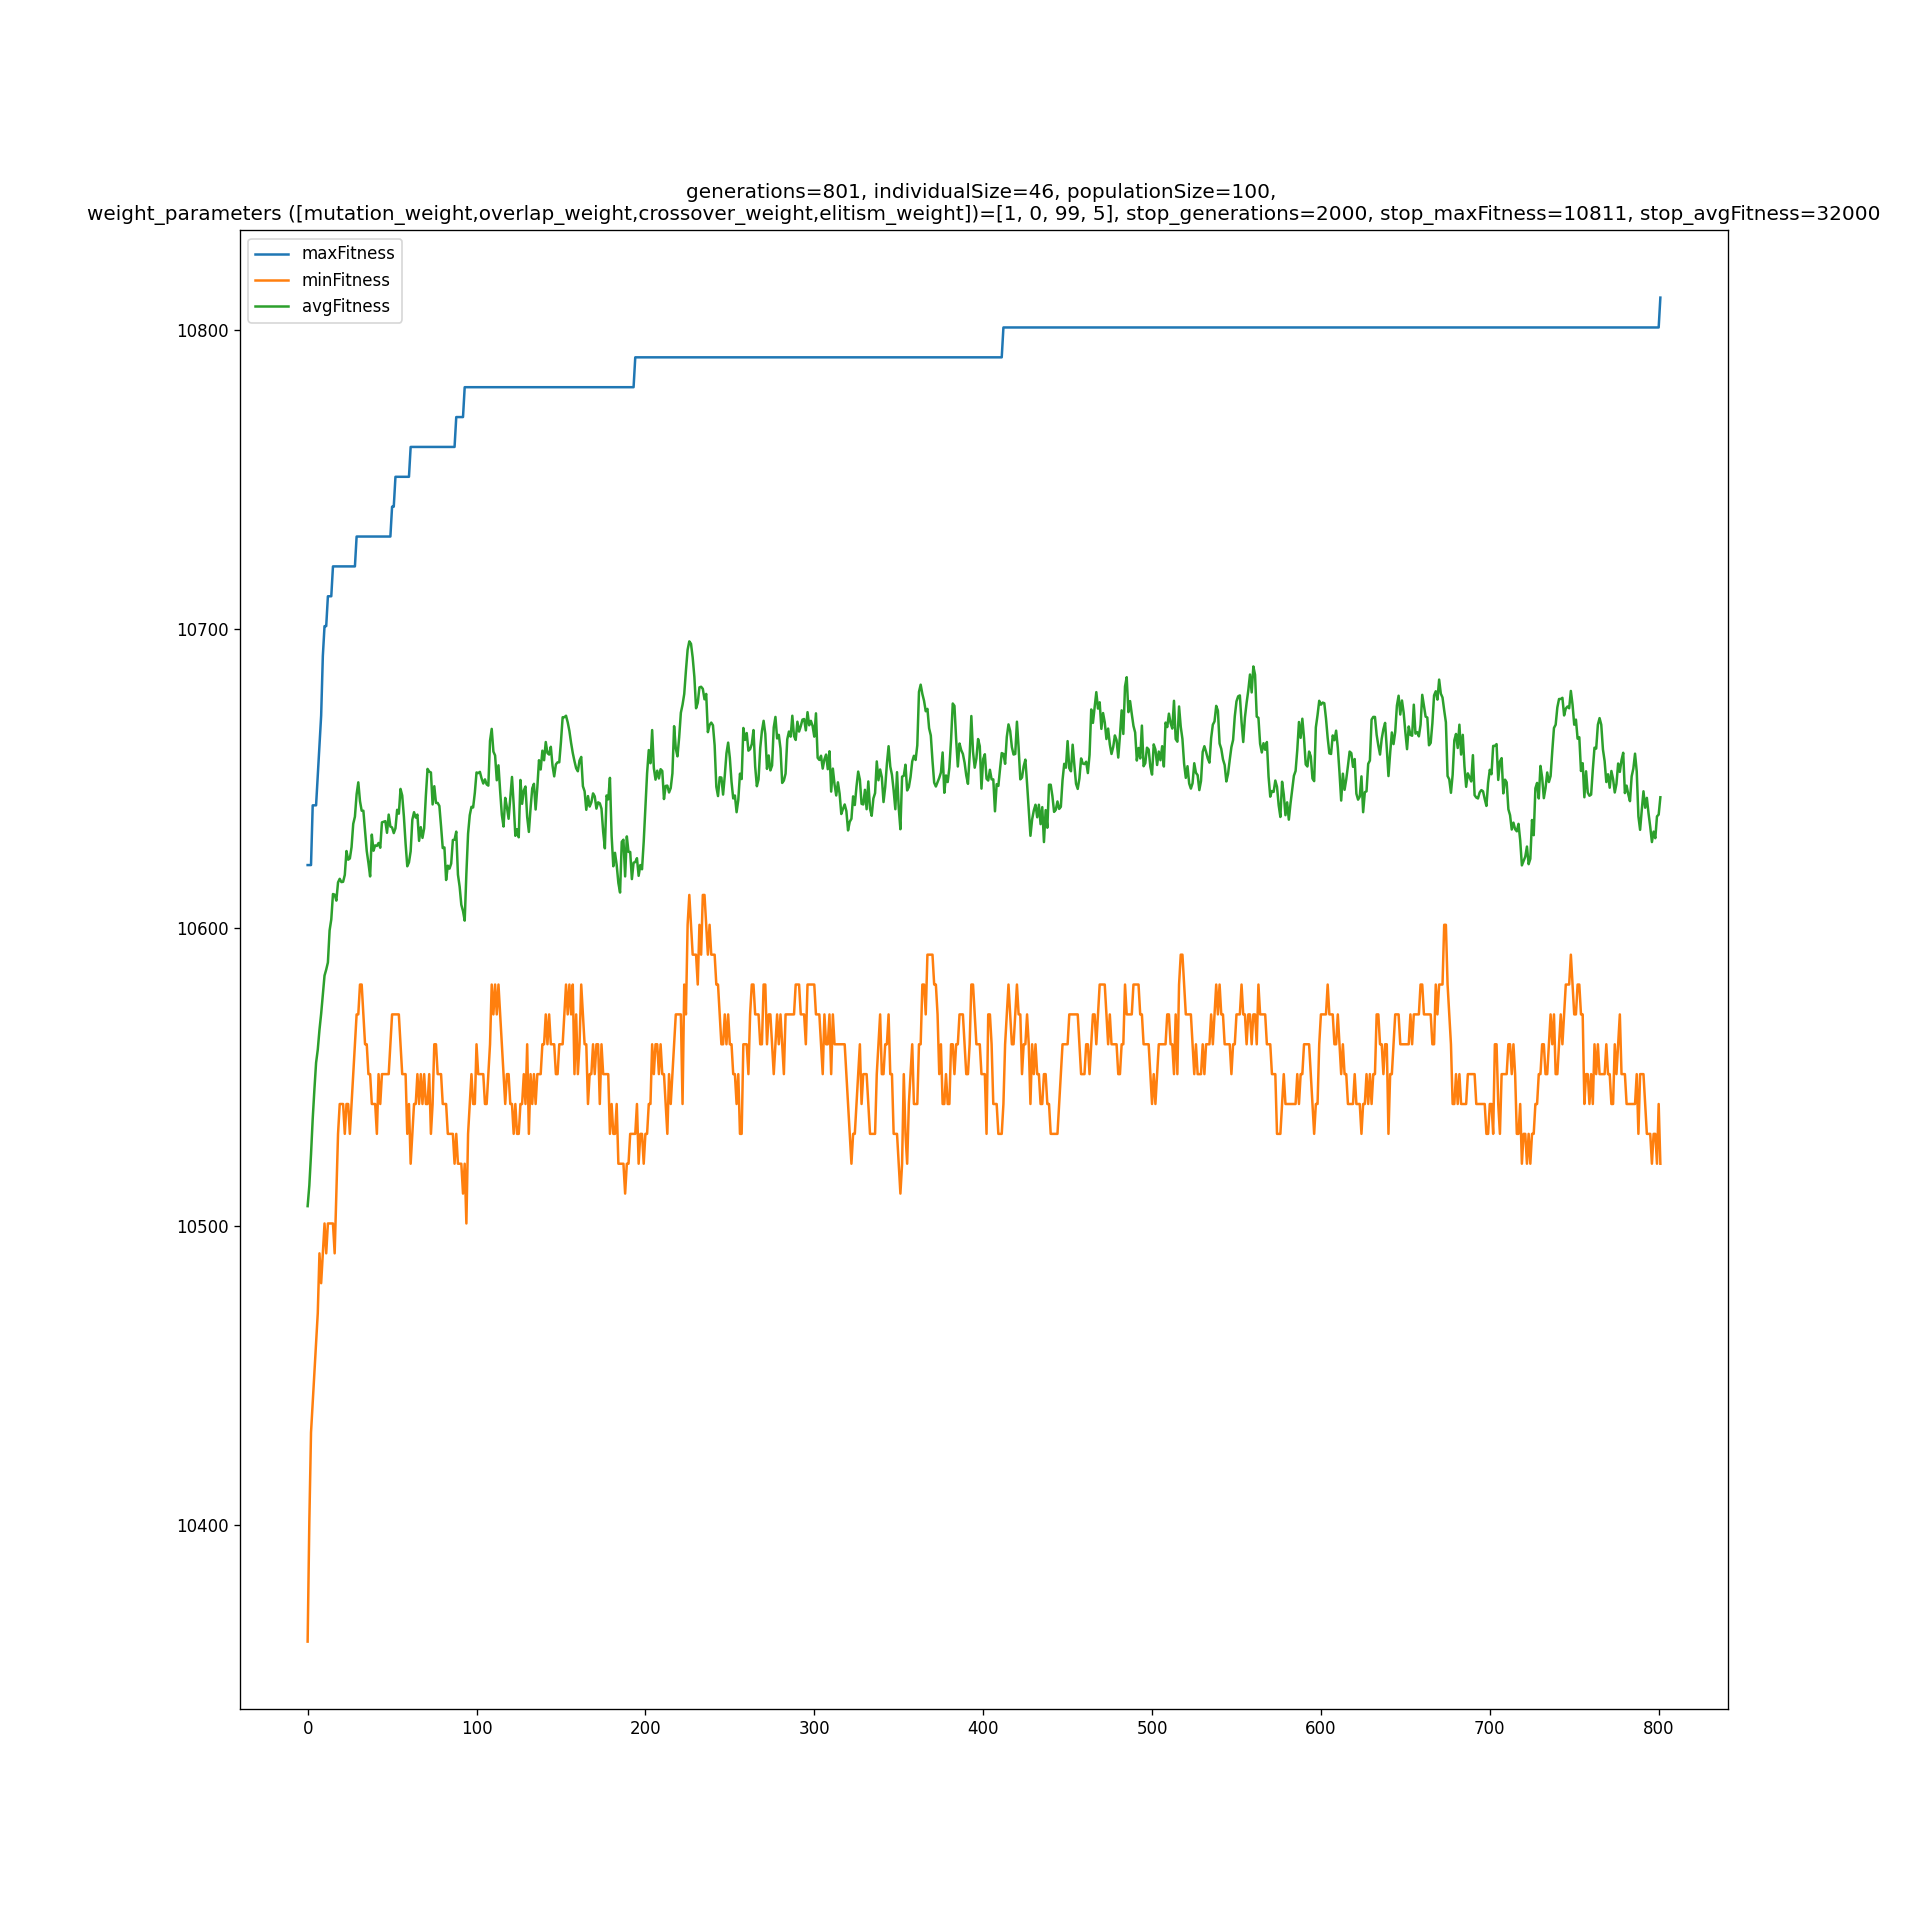 generations=801, individualSize=46, populationSize=100,
weight_parameters ([mutation_weight,overlap_weight,crossover_weight,elitism_weight])=[1, 0, 99, 5], stop_generations=2000, stop_maxFitness=10811, stop_avgFitness=32000
maxFitness
minFitness
avgFitness
10800
10700
10600
10500
10400
0 100 200 300 400 500 600 700 800